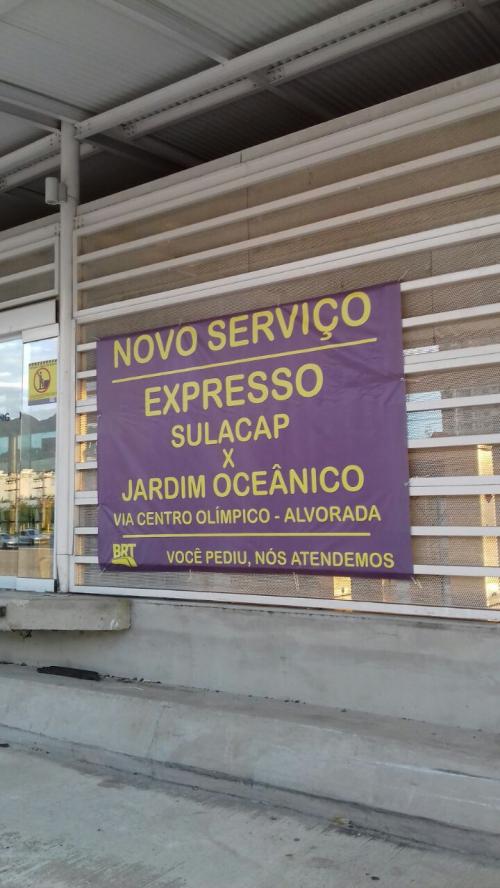 NOVO SERVIÇO
EXPRESSO
SULACAP
X
JARDIM OCEÂNICO
VIA CENTRO OLÍMPICO - ALVORADA
BRT
VOCÊ PEDIU, NÓS ATENDEMOS